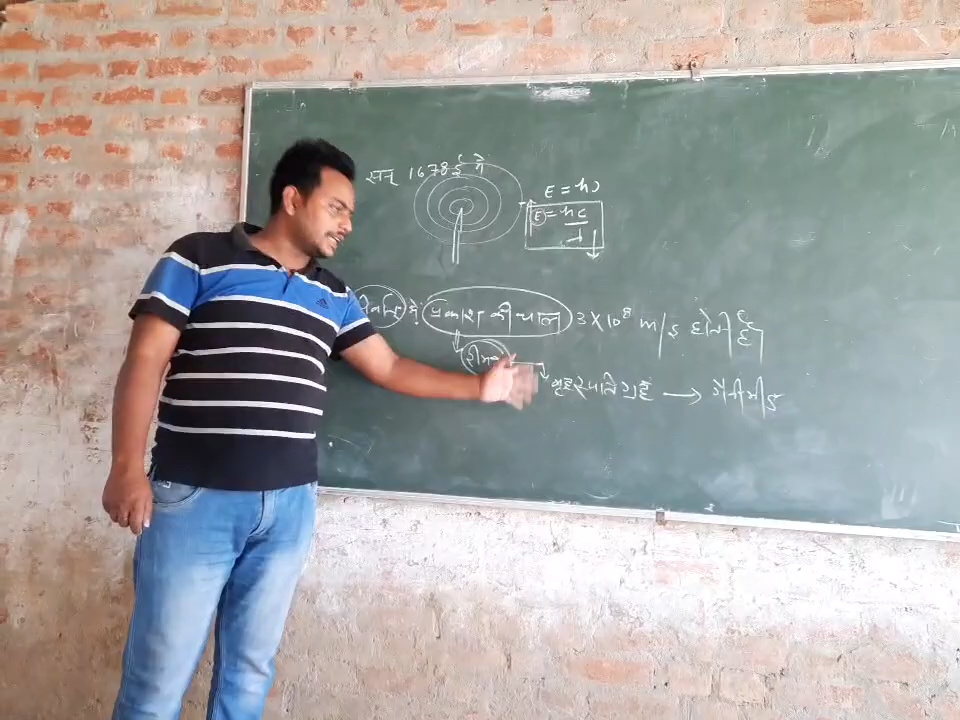 सन् 1678 ई में
E = hν
E = hc
λ
निर्वात में प्रकाश की चाल 3 × 10⁸ m/s होती है
रोमर
बृहस्पति ग्रह → गैनीमीड